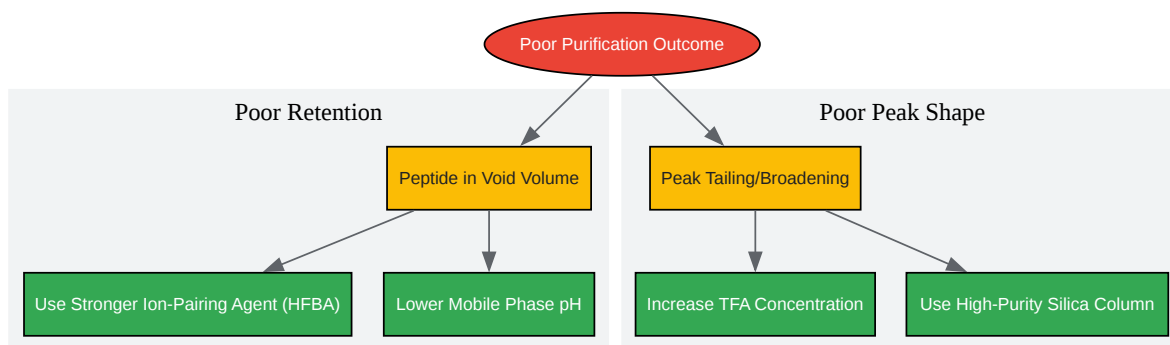 Poor Purification Outcome
Poor Retention
Poor Peak Shape
Peptide in Void Volume
Peak Tailing/Broadening
Use Stronger Ion-Pairing Agent (HFBA)
Lower Mobile Phase pH
Increase TFA Concentration
Use High-Purity Silica Column